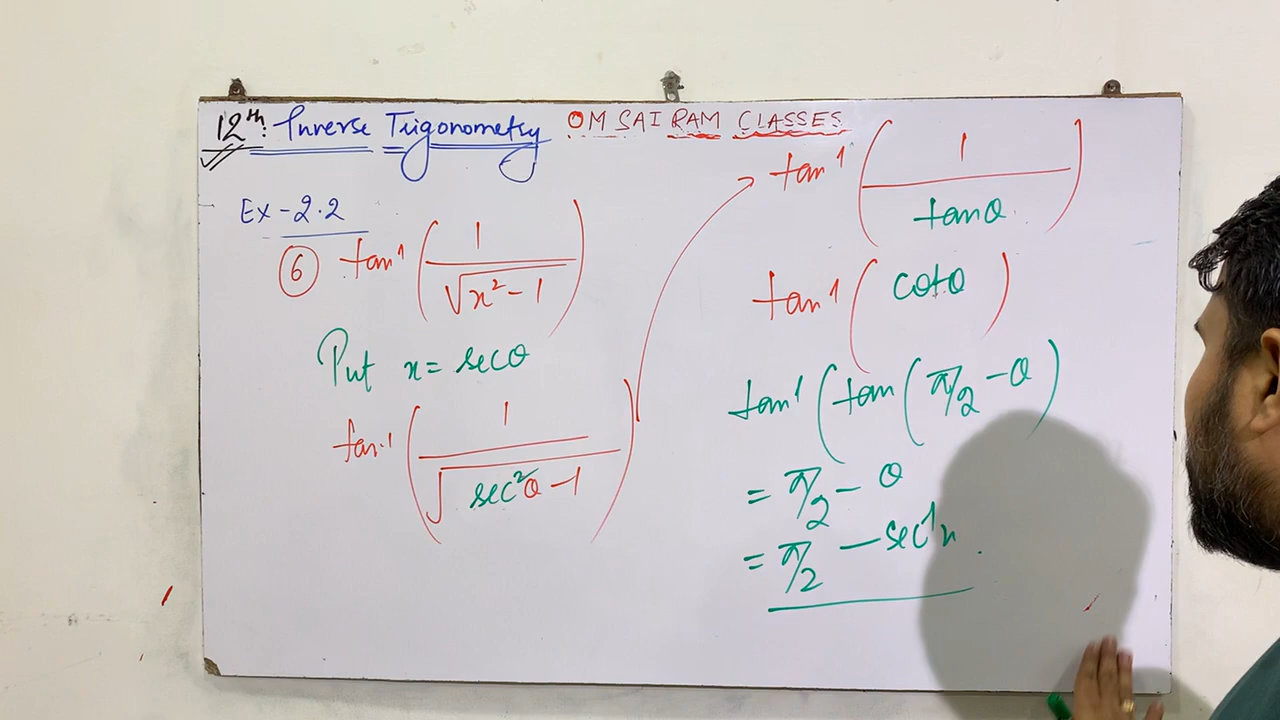 12th: Inverse Trigonometry
OM SAI RAM CLASSES
Ex-2.2
⑥ tan⁻¹(1/√(x²-1))
Put x = secθ
tan⁻¹(1/√(sec²θ-1))
tan⁻¹(1/tanθ)
tan⁻¹(cotθ)
tan⁻¹(tan(π/2-θ)
= π/2 - θ
= π/2 - sec⁻¹x.